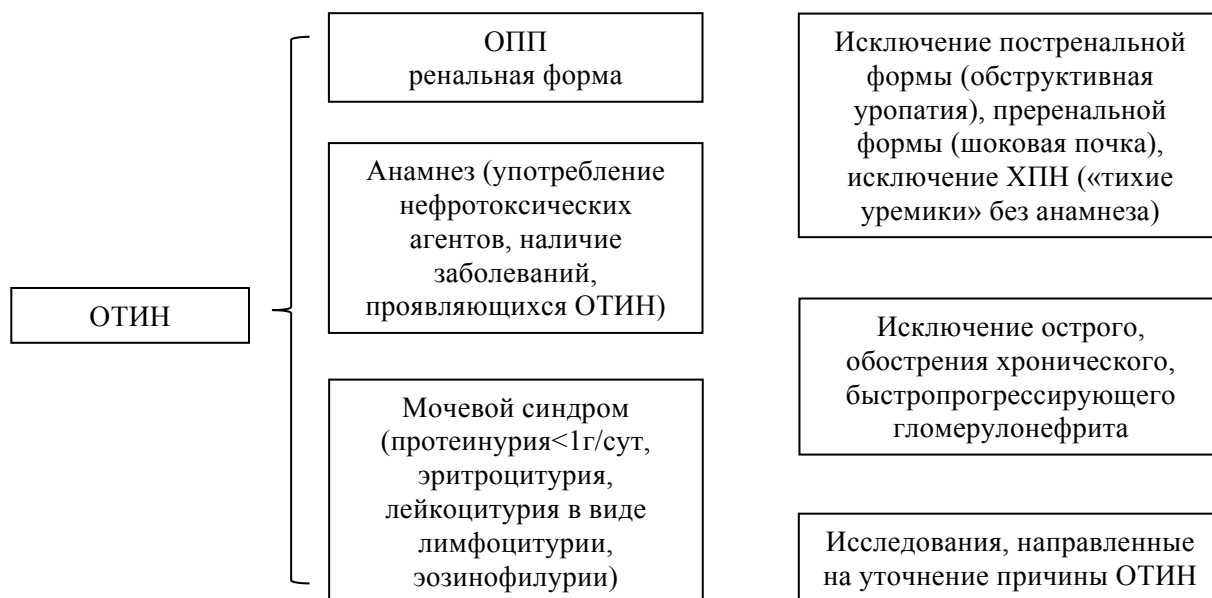 ОТИН
ОПП
ренальная форма
Анамнез (употребление
нефротоксических
агентов, наличие
заболеваний,
проявляющихся ОТИН)
Мочевой синдром
(протеинурия<1г/сут,
эритроцитурия,
лейкоцитурия в виде
лимфоцитурии,
эозинофилурии)
Исключение постренальной
формы (обструктивная
уропатия), преренальной
формы (шоковая почка),
исключение ХПН («тихие
уремики» без анамнеза)
Исключение острого,
обострения хронического,
быстропрогрессирующего
гломерулонефрита
Исследования, направленные
на уточнение причины ОТИН